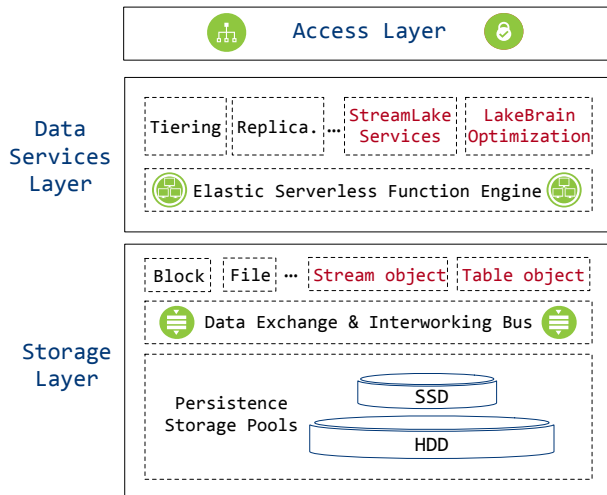 Access Layer
Data
Services
Layer
Tiering
Replica.
...
StreamLake
Services
LakeBrain
Optimization
Elastic Serverless Function Engine
Storage
Layer
Block
File
...
Stream object
Table object
Data Exchange & Interworking Bus
Persistence
Storage Pools
SSD
HDD